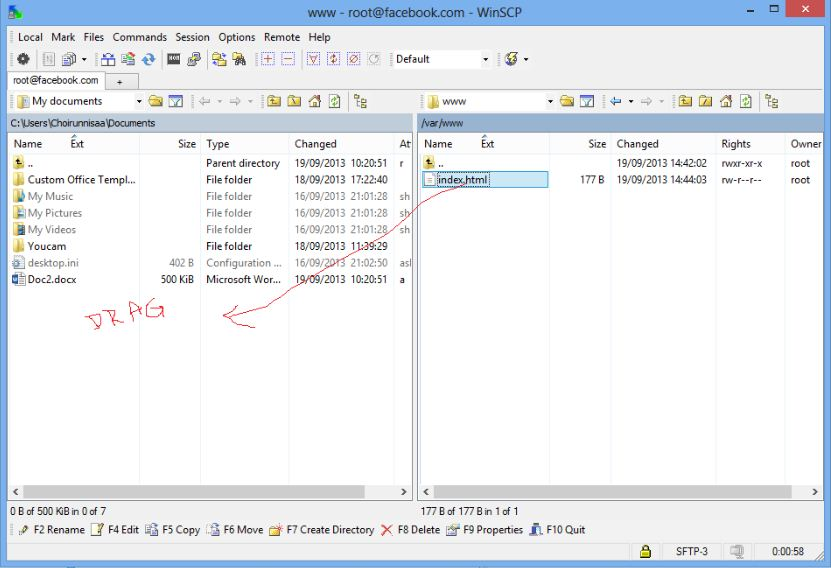 www - root@facebook.com - WinSCP
Local Mark Files Commands Session Options Remote Help
Default
root@facebook.com +
My documents www
C:\Users\Choirunnisaa\Documents /var/www
Name Ext Size Type Changed At Name Ext Size Changed Rights Owner
.. Parent directory 19/09/2013 10:20:51 r .. 19/09/2013 14:42:02 rwxr-xr-x root
Custom Office Templ... File folder 18/09/2013 17:22:40 index.html 177 B 19/09/2013 14:44:03 rw-r--r-- root
My Music File folder 16/09/2013 21:01:28 sh
My Pictures File folder 16/09/2013 21:01:28 sh
My Videos File folder 16/09/2013 21:01:28 sh
Youcam File folder 18/09/2013 11:39:29
desktop.ini 402 B Configuration ... 16/09/2013 21:02:50 asl
Doc2.docx 500 KiB Microsoft Wor... 19/09/2013 10:20:51 a
DRAG
0 B of 500 KiB in 0 of 7 177 B of 177 B in 1 of 1
F2 Rename F4 Edit F5 Copy F6 Move F7 Create Directory F8 Delete F9 Properties F10 Quit
SFTP-3 0:00:58